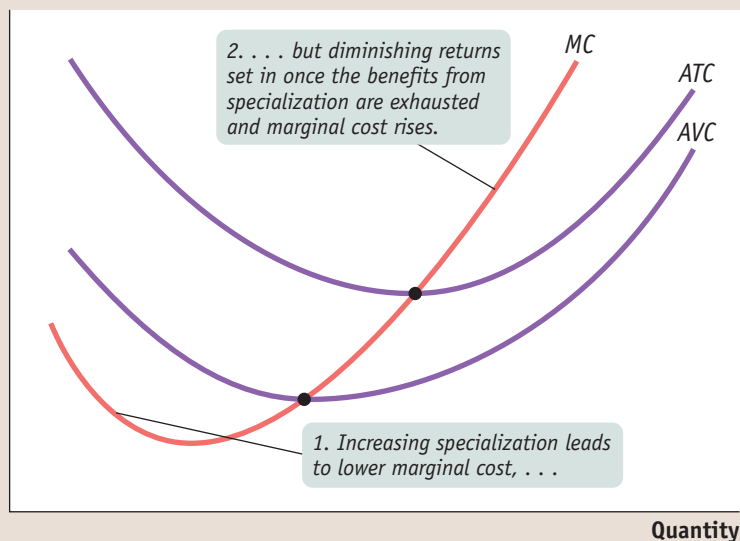 2. . . . but diminishing returns
set in once the benefits from
specialization are exhausted
and marginal cost rises.
MC
ATC
AVC
1. Increasing specialization leads
to lower marginal cost, . . .
Quantity